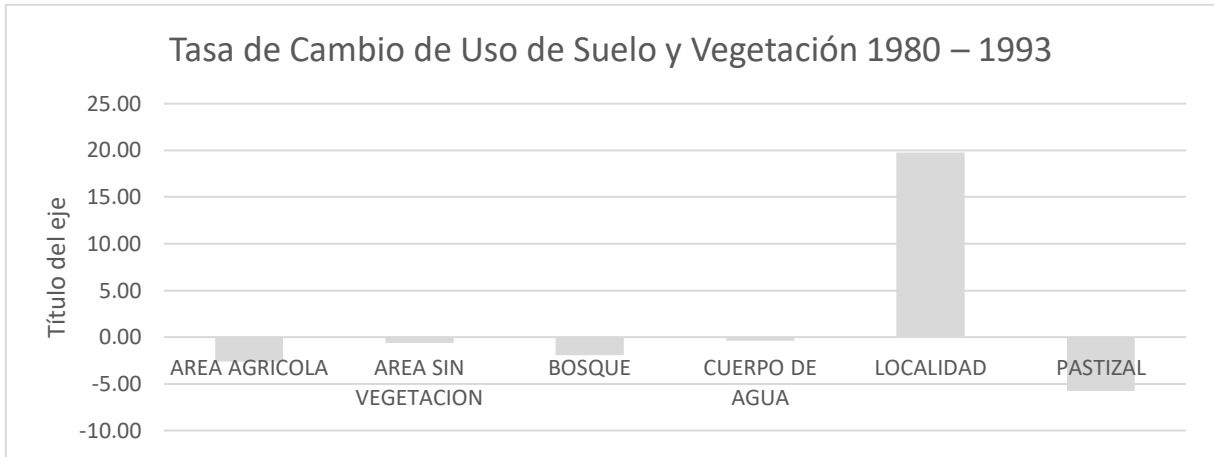 Tasa de Cambio de Uso de Suelo y Vegetación 1980 – 1993
25.00
20.00
15.00
10.00
5.00
0.00
-5.00
-10.00
Título del eje
AREA AGRICOLA
AREA SIN
VEGETACION
BOSQUE
CUERPO DE
AGUA
LOCALIDAD
PASTIZAL